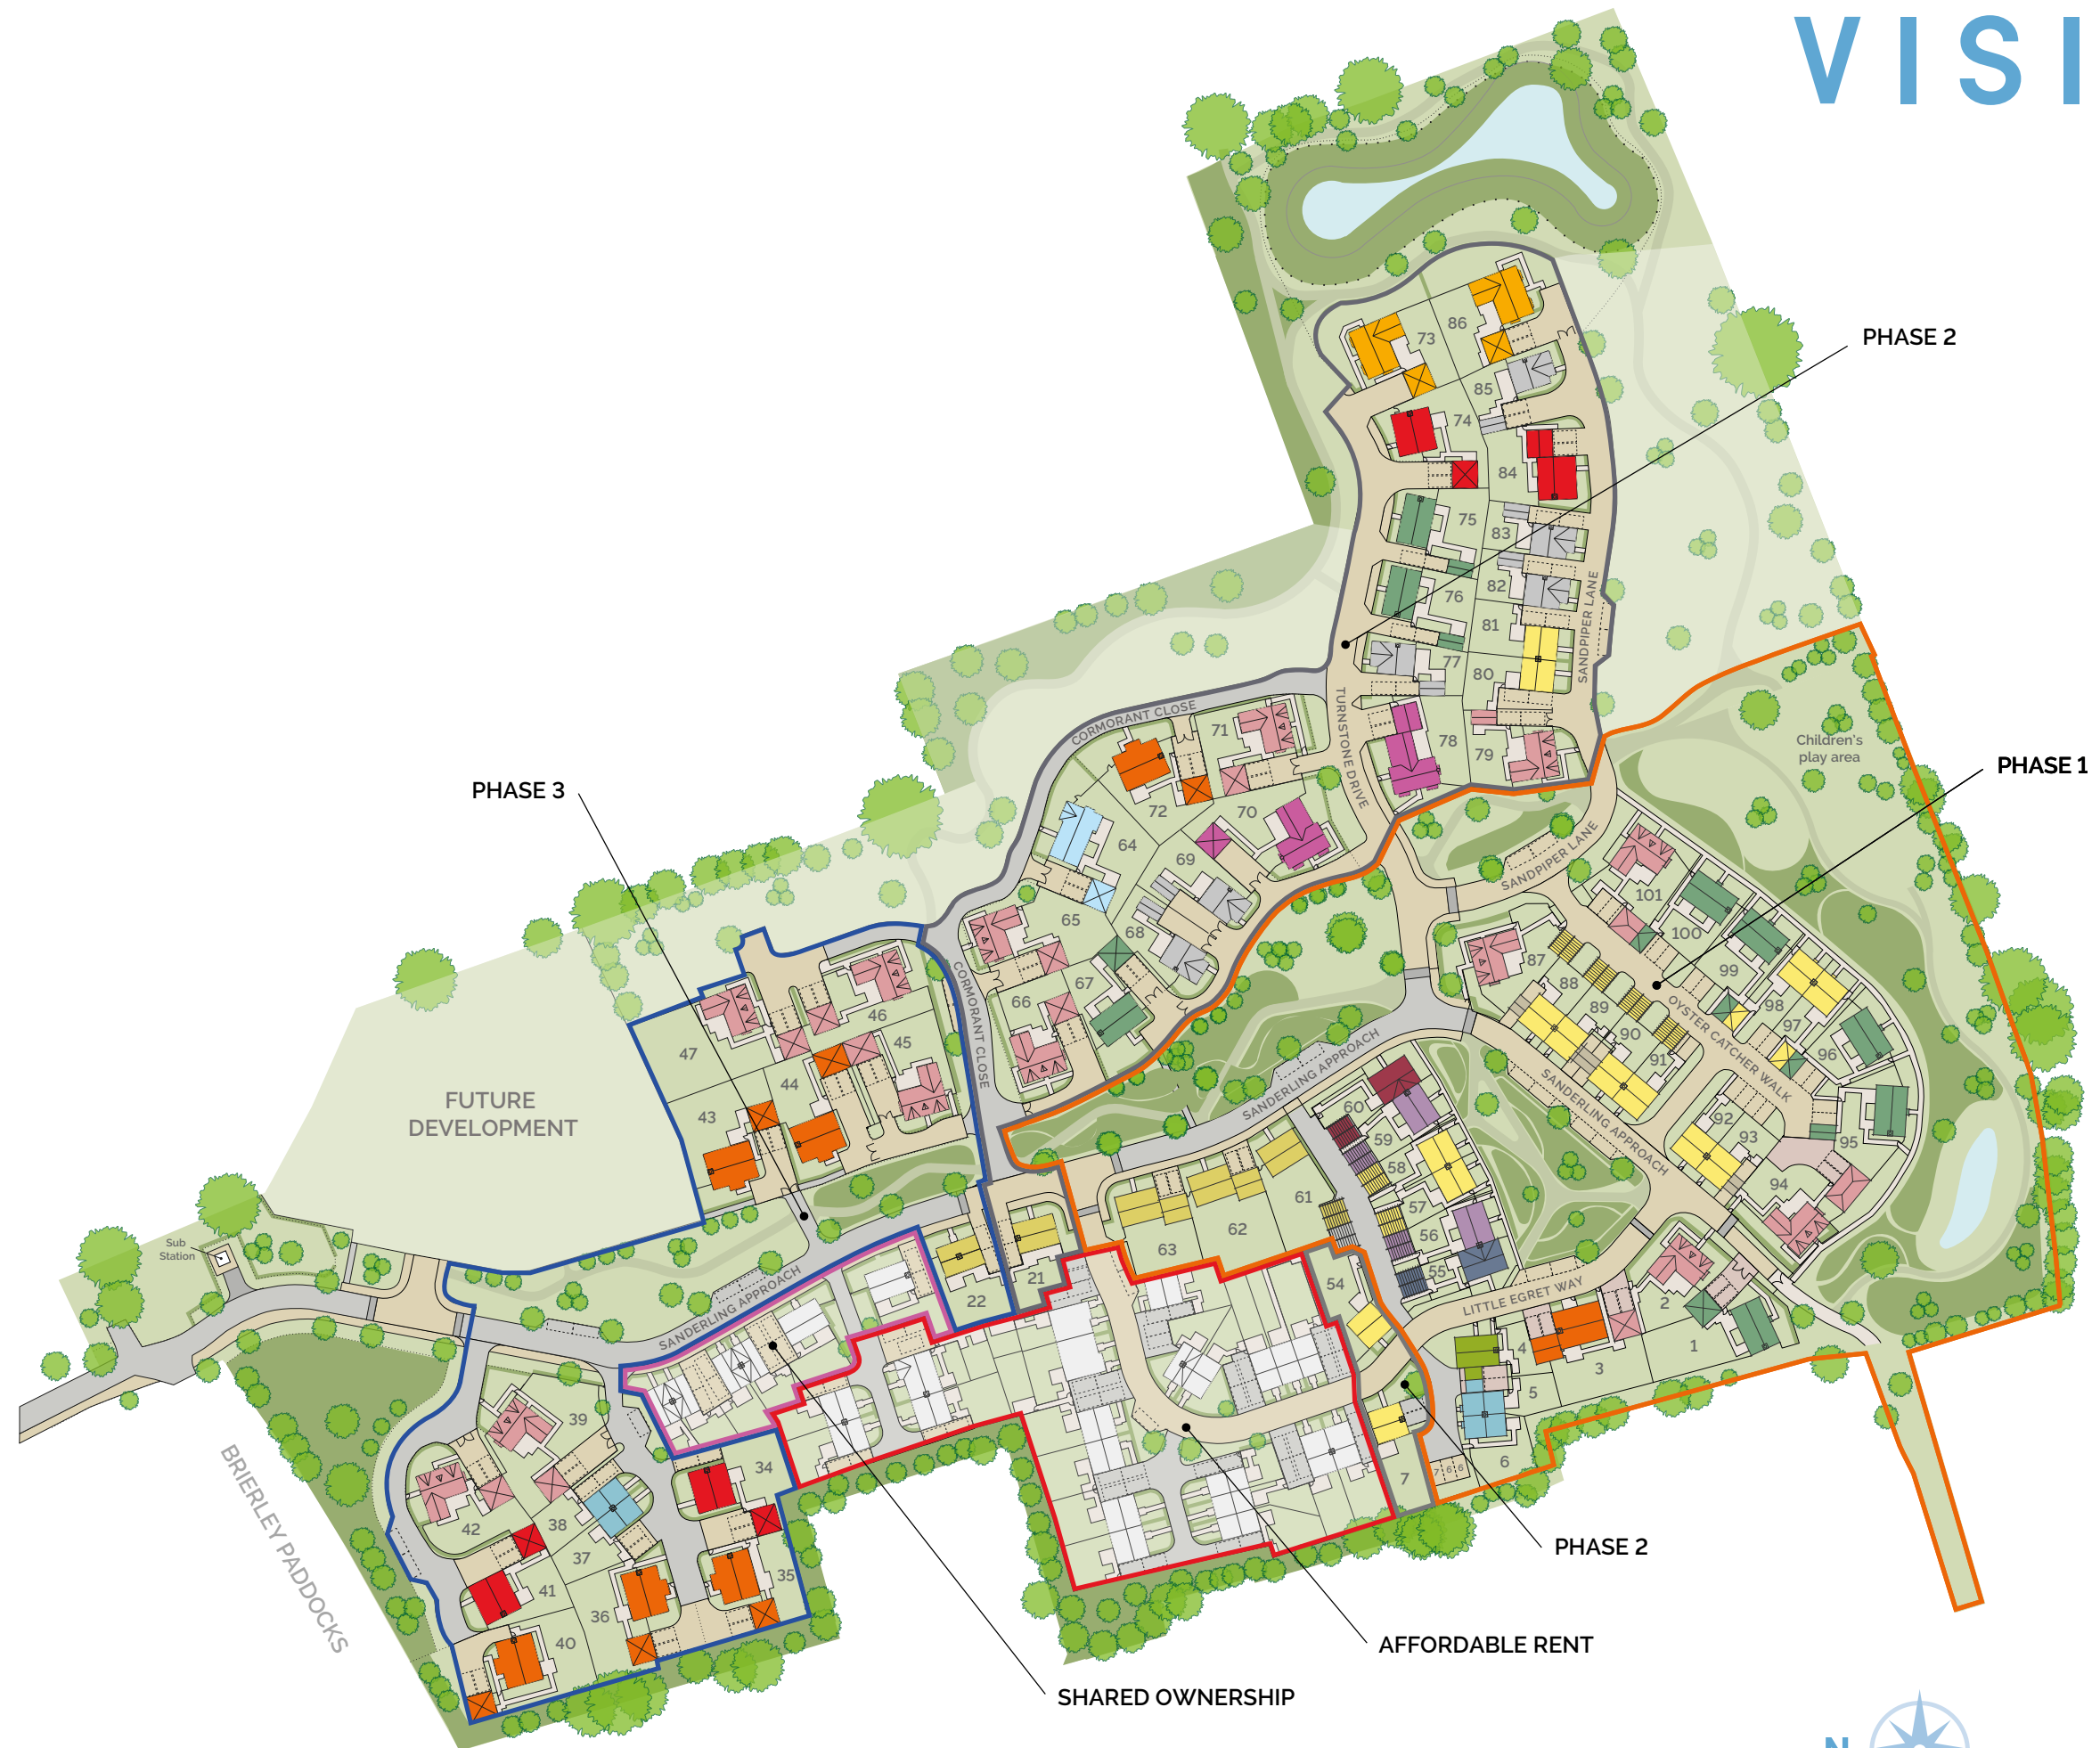 VISI
PHASE 2
86
73
85
74
84
75
83
82
76
81
77
80
SANDPIPER LANE
TURNSTONE DRIVE
78
79
CORMORANT CLOSE
71
72
70
64
69
65
68
67
66
Children's
play area
PHASE 1
PHASE 3
SANDPIPER LANE
101
100
87
99
88
98
89
97
90
96
91
OYSTER CATCHER WALK
92
93
95
94
CORMORANT CLOSE
46
45
47
44
43
FUTURE
DEVELOPMENT
SANDERLING APPROACH
SANDERLING APPROACH
60
59
58
57
56
55
61
62
63
54
21
22
Sub
Station
SANDERLING APPROACH
LITTLE EGRET WAY
2
1
4
3
5
6
7
7 6 6
39
34
42
38
37
35
41
36
40
BRIERLEY PADDOCKS
PHASE 2
AFFORDABLE RENT
SHARED OWNERSHIP
N